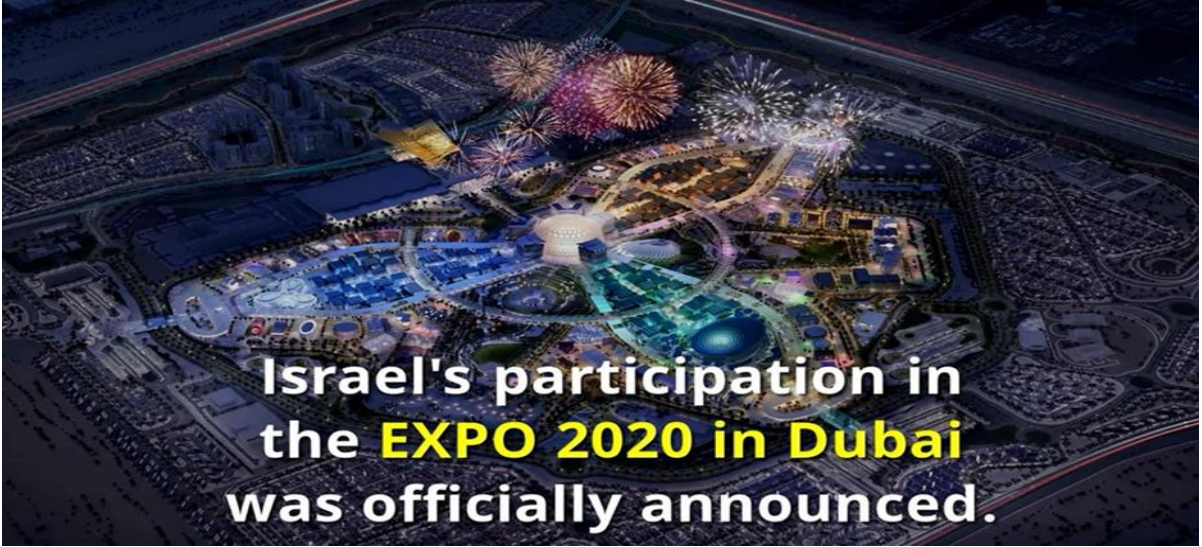 Israel's participation in
the EXPO 2020 in Dubai
was officially announced.